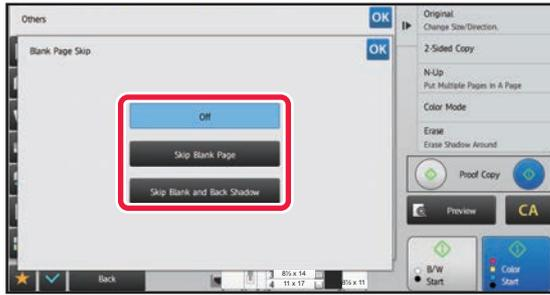 Others
OK
Blank Page Skip
OK
Off
Skip Blank Page
Skip Blank and Back Shadow
Back
8½ x 14
4 11 x 17
8½ x 11
Original
Change Size/Direction.
2-Sided Copy
N-Up
Put Multiple Pages In A Page
Color Mode
Erase
Erase Shadow Around
Proof Copy
Preview
CA
B/W
Start
Color
Start